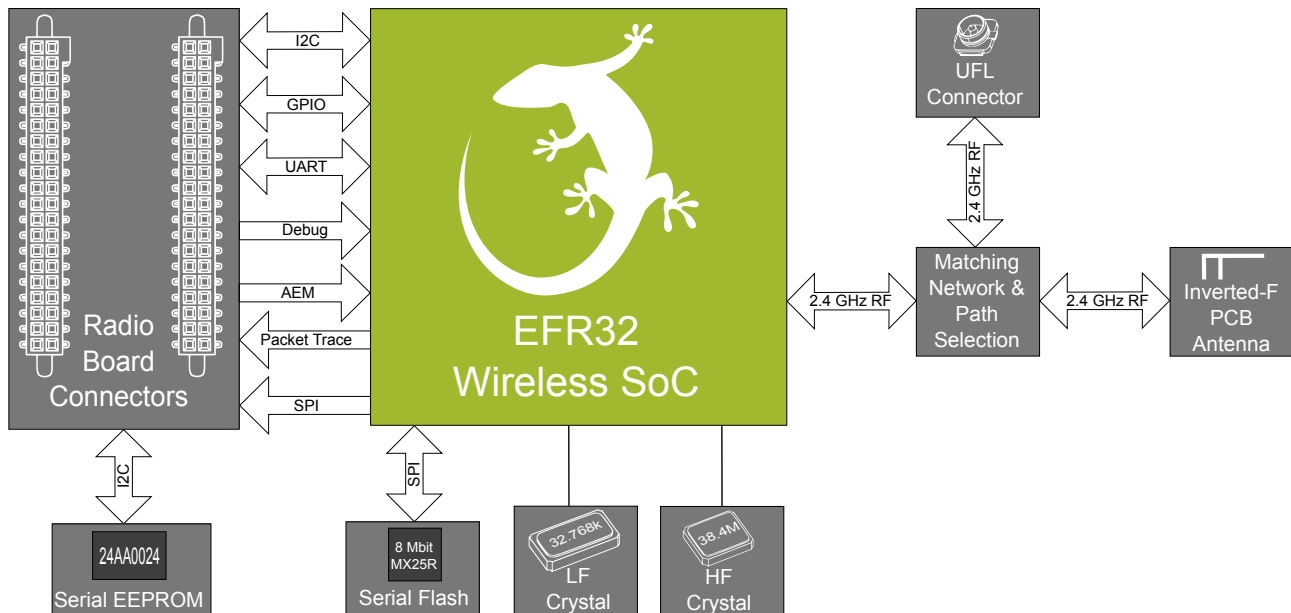 I2C
GPIO
UART
Debug
AEM
Packet Trace
SPI
Radio
Board
Connectors
EFR32
Wireless SoC
UFL
Connector
2.4 GHz RF
2.4 GHz RF
Matching
Network &
Path
Selection
2.4 GHz RF
Inverted-F
PCB
Antenna
I2C
24AA0024
Serial EEPROM
SPI
8 Mbit
MX25R
Serial Flash
32.768k
LF
Crystal
38.4M
HF
Crystal